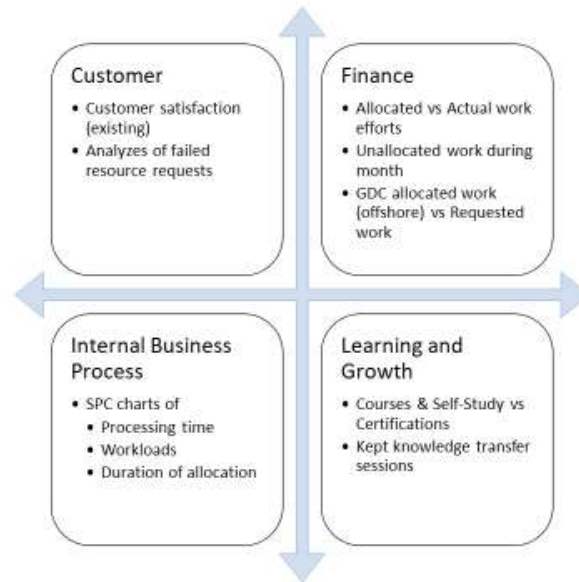 Customer
• Customer satisfaction
(existing)
• Analyzes of failed
resource requests
Finance
• Allocated vs Actual work
efforts
• Unallocated work during
month
• GDC allocated work
(offshore) vs Requested
work
Internal Business
Process
• SPC charts of
• Processing time
• Workloads
• Duration of allocation
Learning and
Growth
• Courses & Self-Study vs
Certifications
• Kept knowledge transfer
sessions